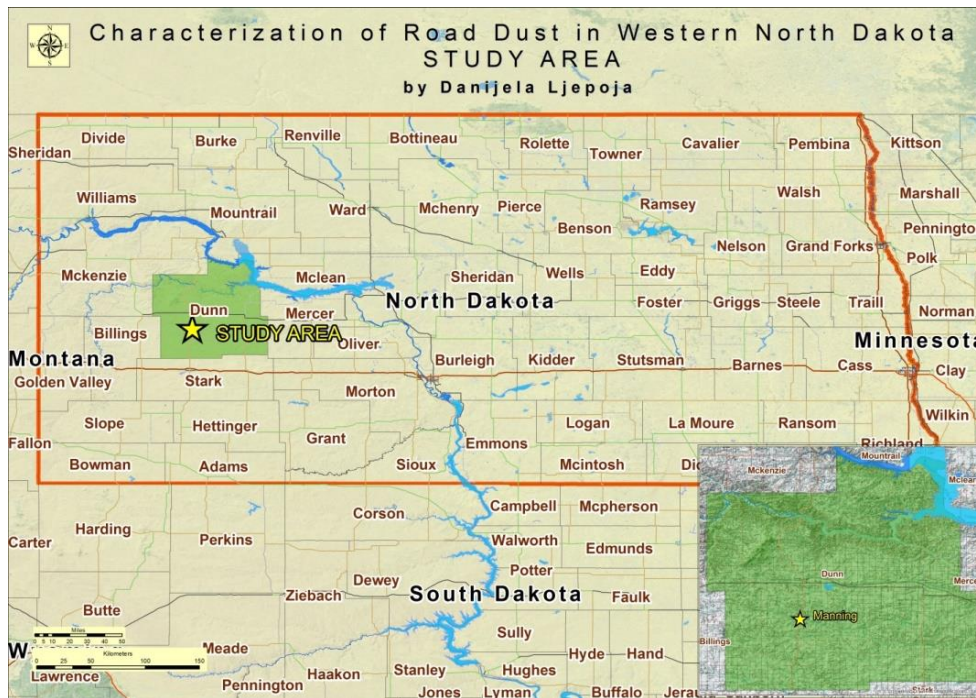 Characterization of Road Dust in Western North Dakota
STUDY AREA
by Danijela Ljepoja
N
W E
S
Divide Burke Renville Bottineau Rolette Towner Cavalier Pembina Kittson
Sheridan
Williams Mountrail Ward Mchenry Pierce Benson Ramsey Walsh Marshall
Nelson Grand Forks Pennington
Polk
Mckenzie Mclean Sheridan Wells Eddy
North Dakota
Dunn Mercer Foster Griggs Steele Traill Norman
Billings STUDY AREA Oliver
Montana Minnesota
Golden Valley Stark Morton Burleigh Kidder Stutsman Barnes Cass Clay
Slope Hettinger Grant Emmons Logan La Moure Ransom Wilkin
Fallon Richland
Bowman Adams Sioux Mcintosh
Mountrail
Mckenzie Mclean
Harding Perkins Corson Campbell Mcpherson
Carter Walworth Edmunds
Dewey Potter
Dunn
Ziebach South Dakota Faulk
Butte Manning
Sully
Billings
Miles
Kilometers
0 25 50 100 150
Meade Hyde Hand
Lawrence Pennington Haakon Stanley Hughes
Stark
Jones Lyman Buffalo